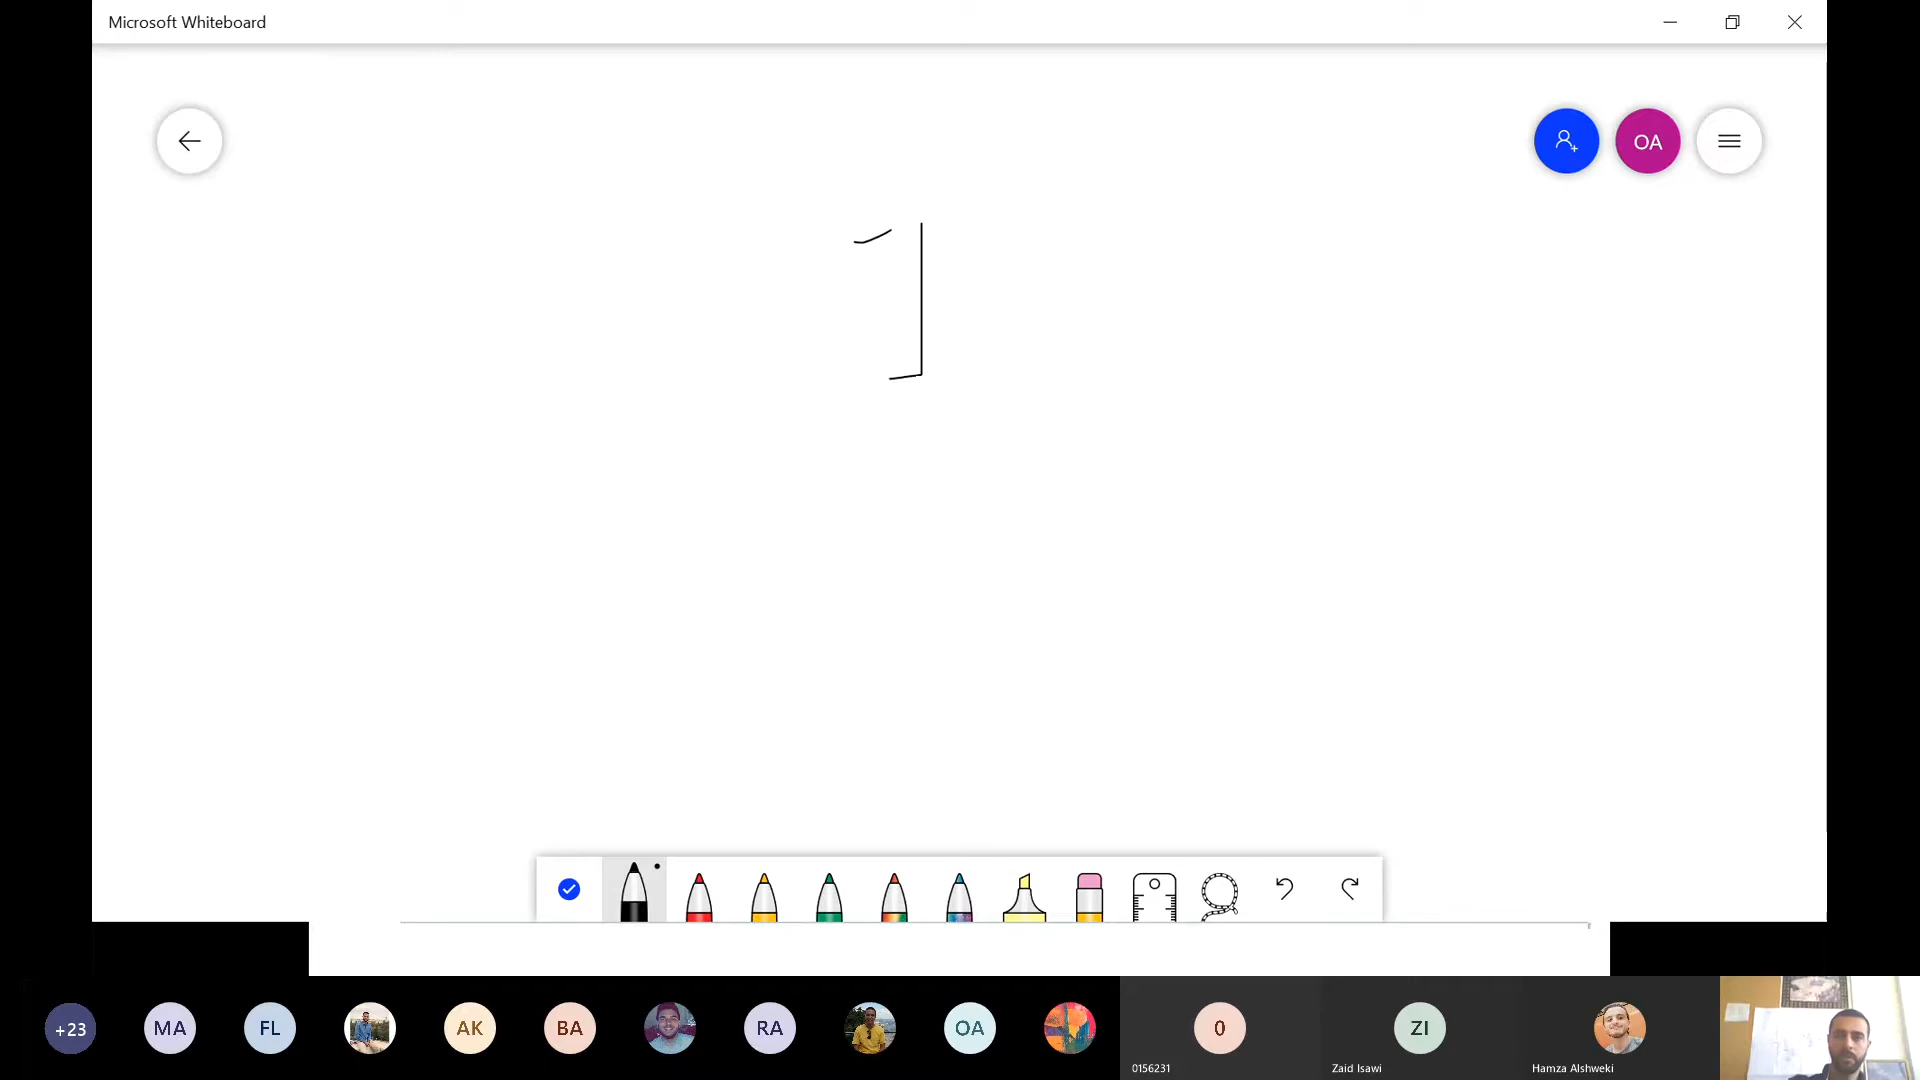 Microsoft Whiteboard
OA
+23
MA
FL
AK
BA
RA
OA
0
ZI
0156231
Zaid Isawi
Hamza Alshweki